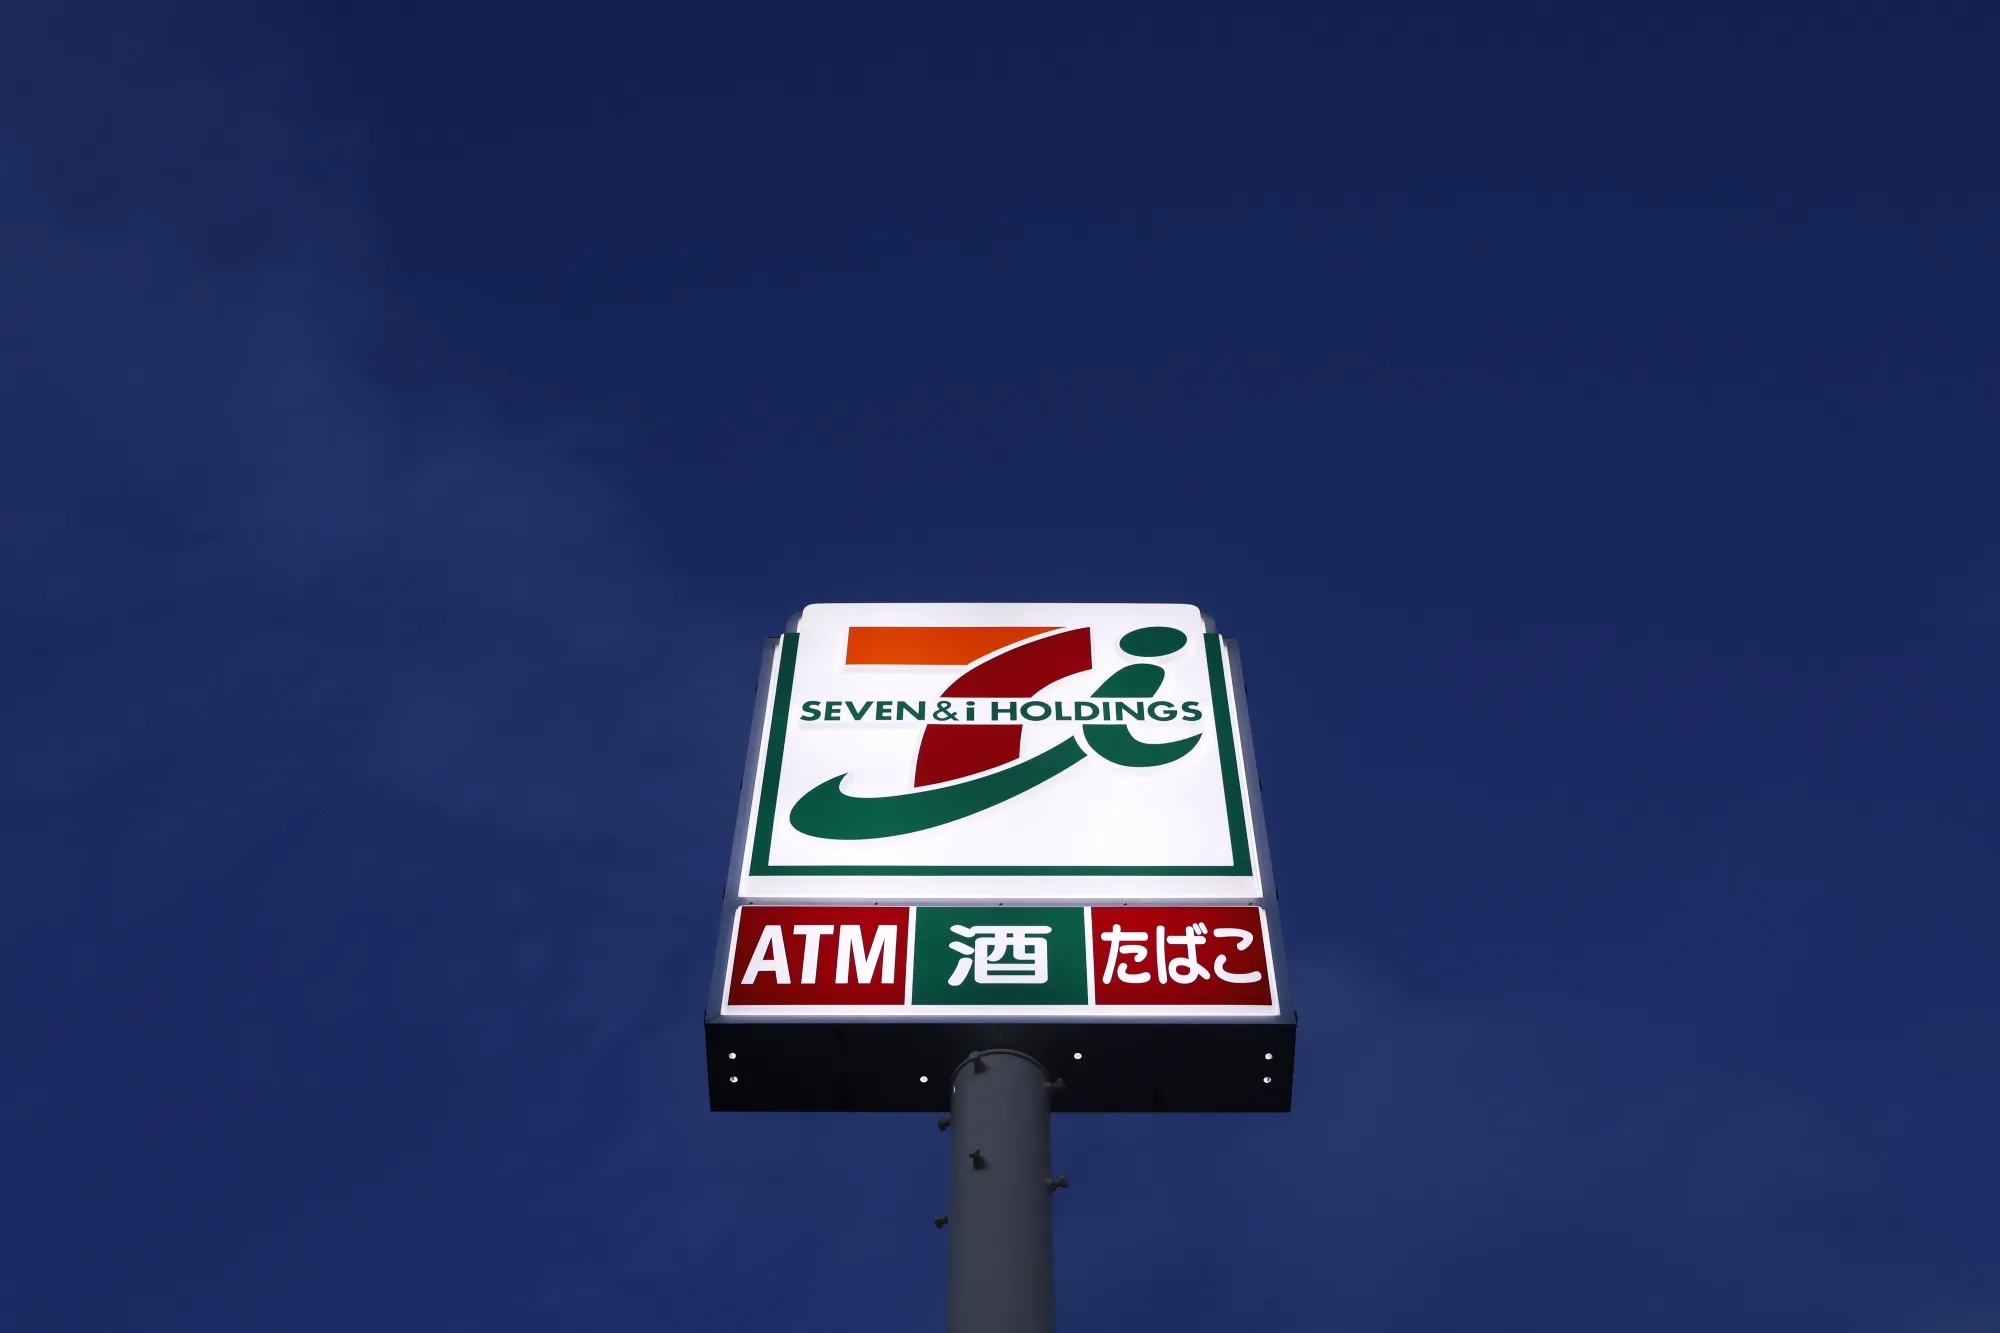 SEVEN & i HOLDINGS
ATM 酒 たばこ